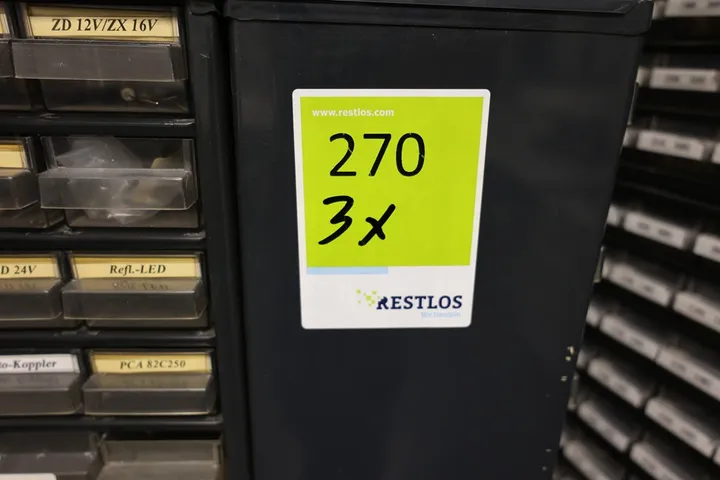 ZD 12V/ZX 16V
D 24V
Refl.-LED
to-Koppler
PCA 82C250
www.restlos.com
270
3x
RESTLOS